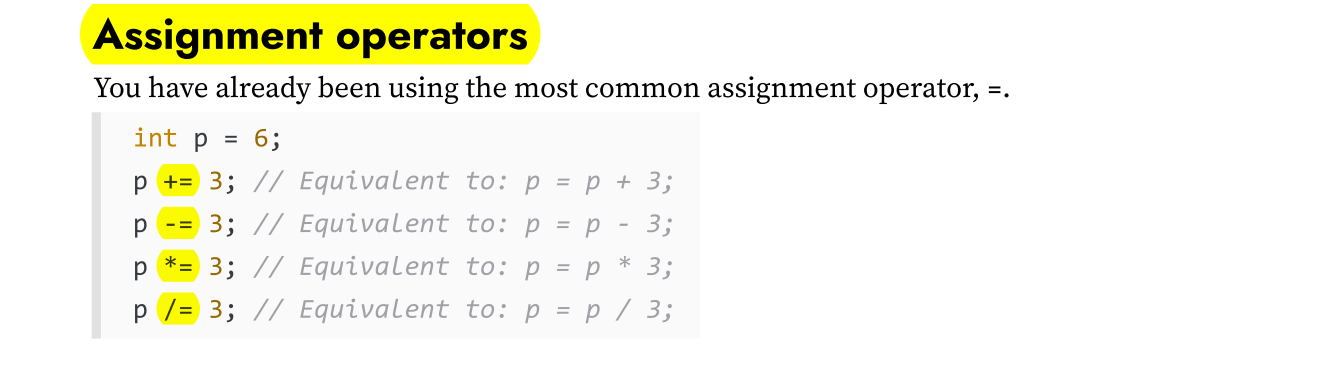 Assignment operators
You have already been using the most common assignment operator, =.
int p = 6;
p += 3; // Equivalent to: p = p + 3;
p -= 3; // Equivalent to: p = p - 3;
p *= 3; // Equivalent to: p = p * 3;
p /= 3; // Equivalent to: p = p / 3;